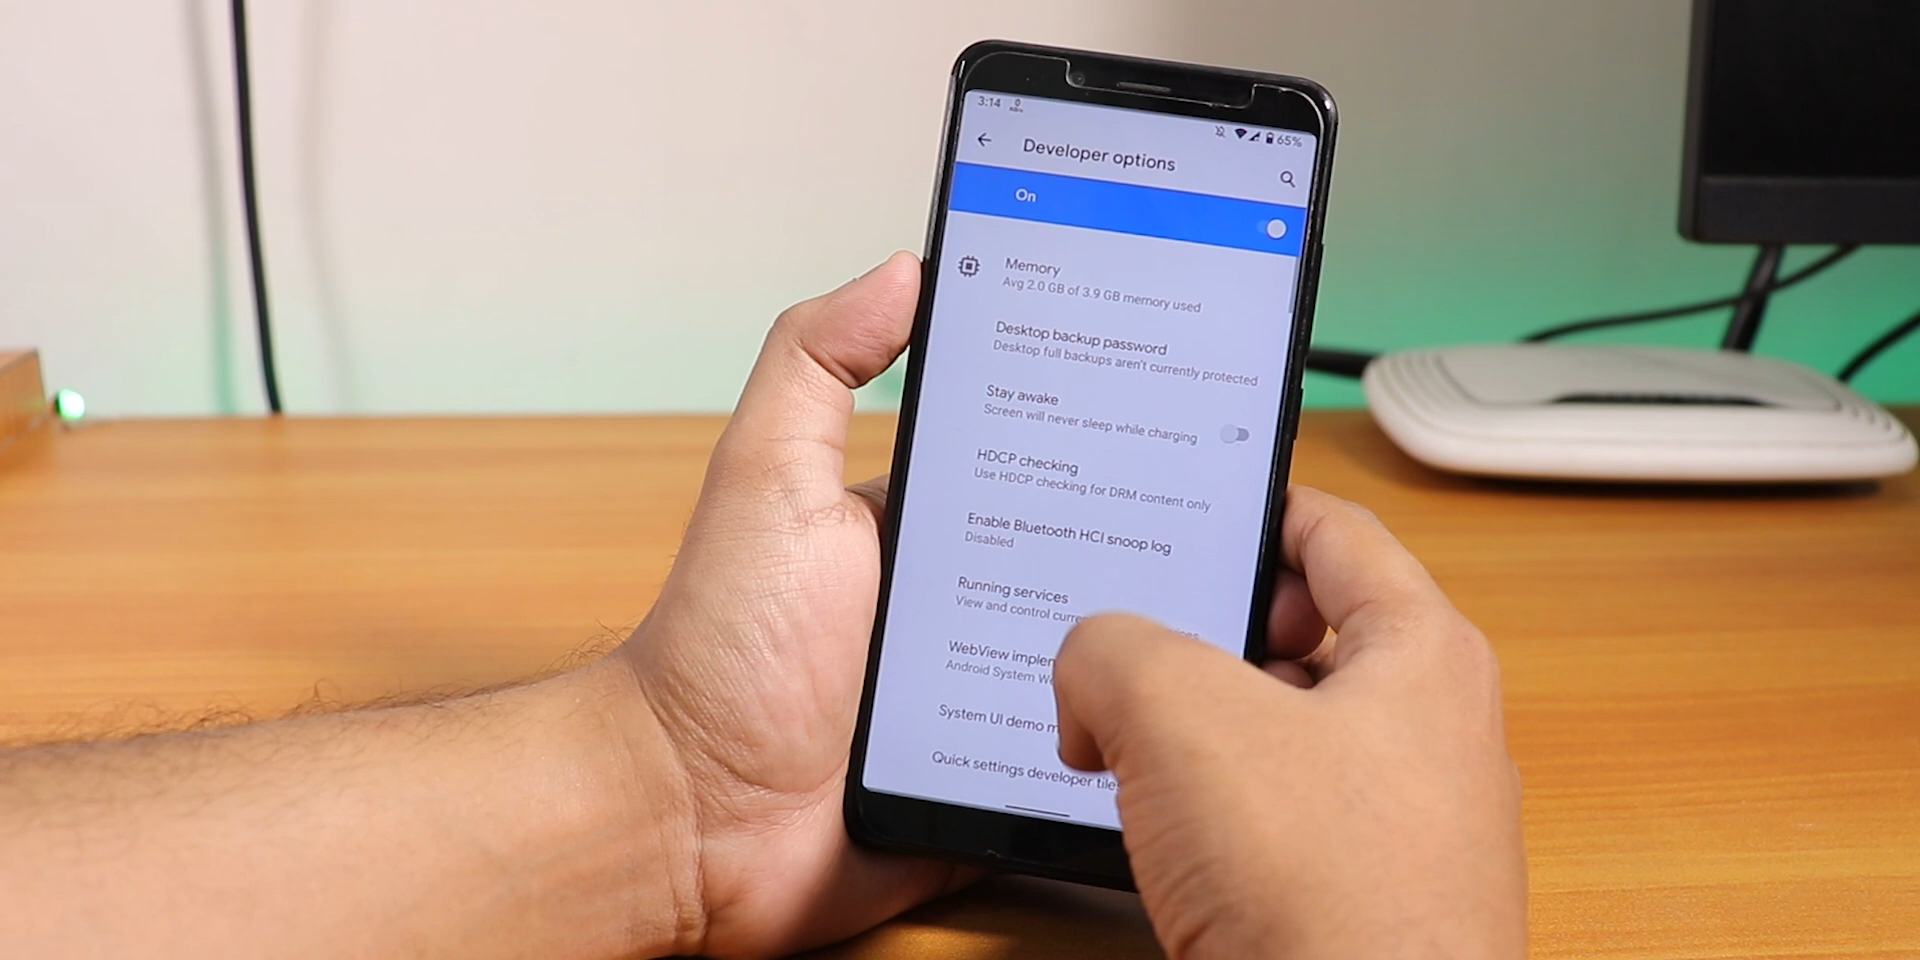 3:14
0
65%
Developer options
On
Memory
Avg 2.0 GB of 3.9 GB memory used
Desktop backup password
Desktop full backups aren't currently protected
Stay awake
Screen will never sleep while charging
HDCP checking
Use HDCP checking for DRM content only
Enable Bluetooth HCI snoop log
Disabled
Running services
View and control
WebView
Android System
System UI demo
Quick settings developer tiles